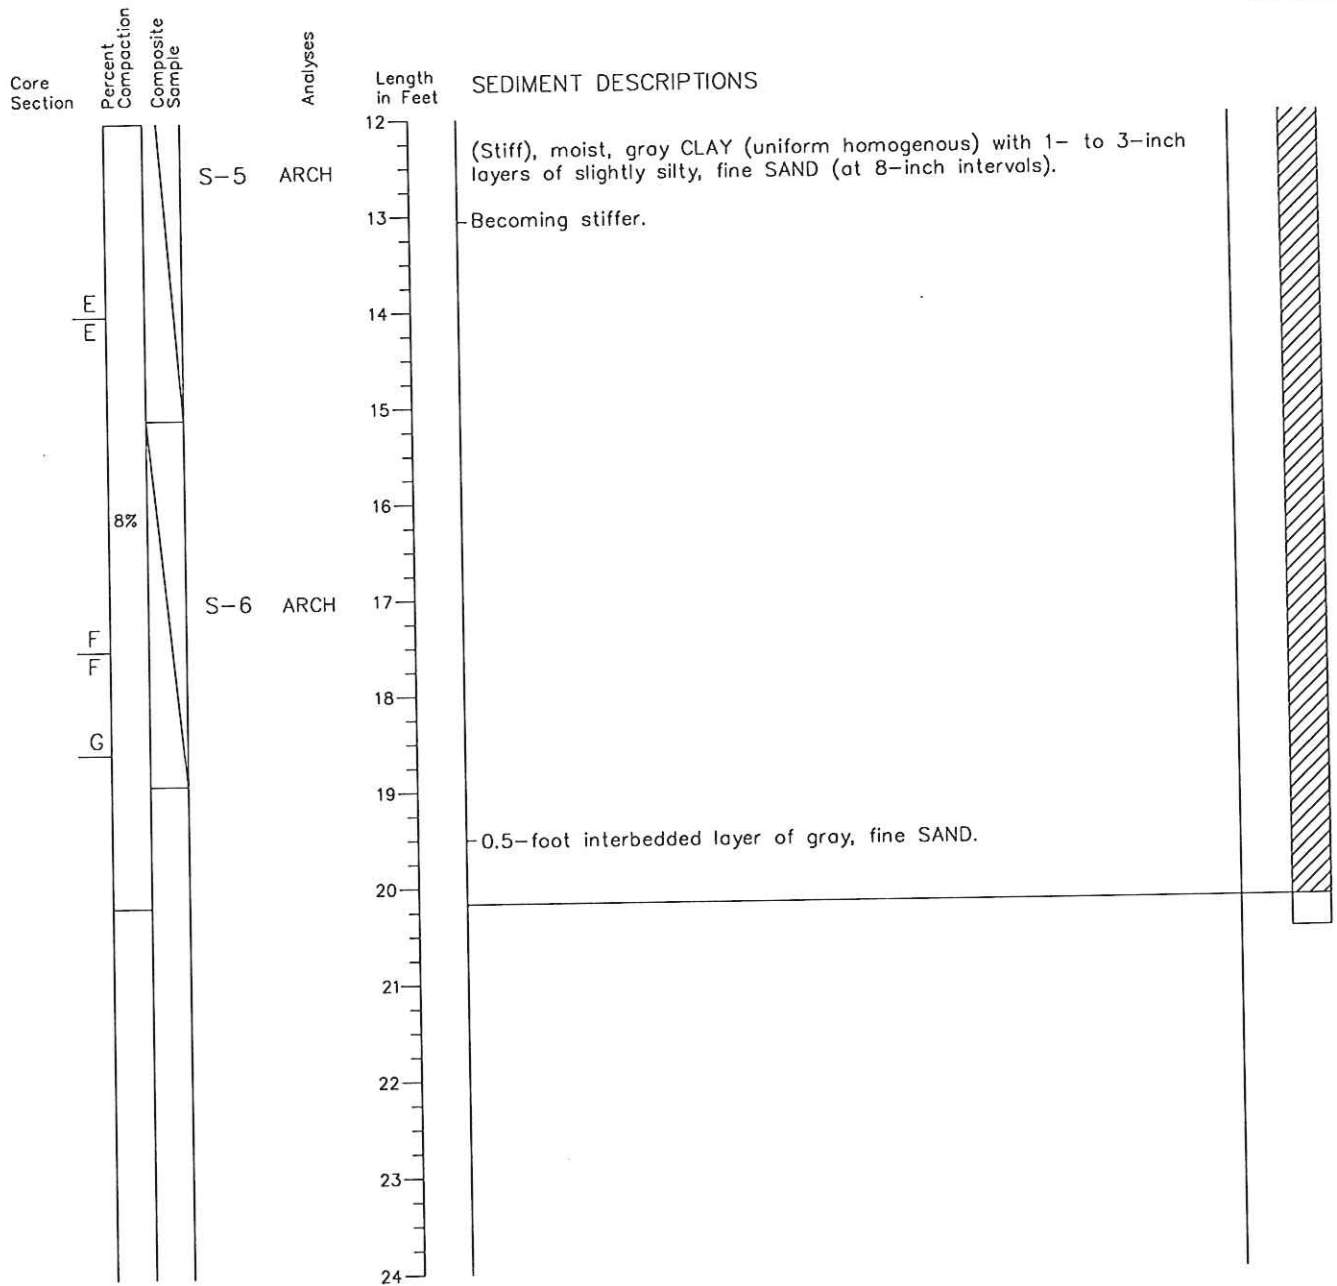 Core
Section
Percent
Compaction
Composite
Sample
Analyses
Length
in Feet
SEDIMENT DESCRIPTIONS
12
(Stiff), moist, gray CLAY (uniform homogenous) with 1- to 3-inch
layers of slightly silty, fine SAND (at 8-inch intervals).
S-5 ARCH
13
Becoming stiffer.
E
14
E
15
16
8%
S-6 ARCH
17
F
F
18
G
19
0.5-foot interbedded layer of gray, fine SAND.
20
21
22
23
24